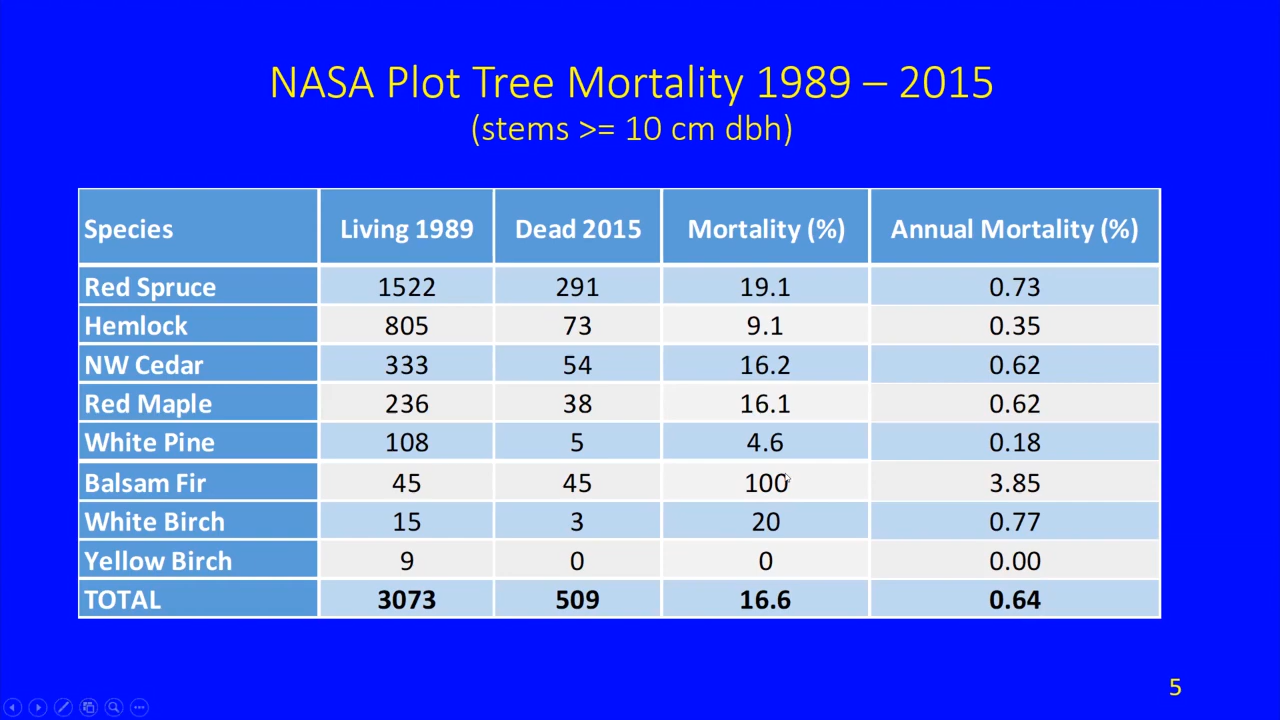 NASA Plot Tree Mortality 1989 – 2015
(stems >= 10 cm dbh)
Species Living 1989 Dead 2015 Mortality (%) Annual Mortality (%)
Red Spruce 1522 291 19.1 0.73
Hemlock 805 73 9.1 0.35
NW Cedar 333 54 16.2 0.62
Red Maple 236 38 16.1 0.62
White Pine 108 5 4.6 0.18
Balsam Fir 45 45 100 3.85
White Birch 15 3 20 0.77
Yellow Birch 9 0 0 0.00
TOTAL 3073 509 16.6 0.64
5